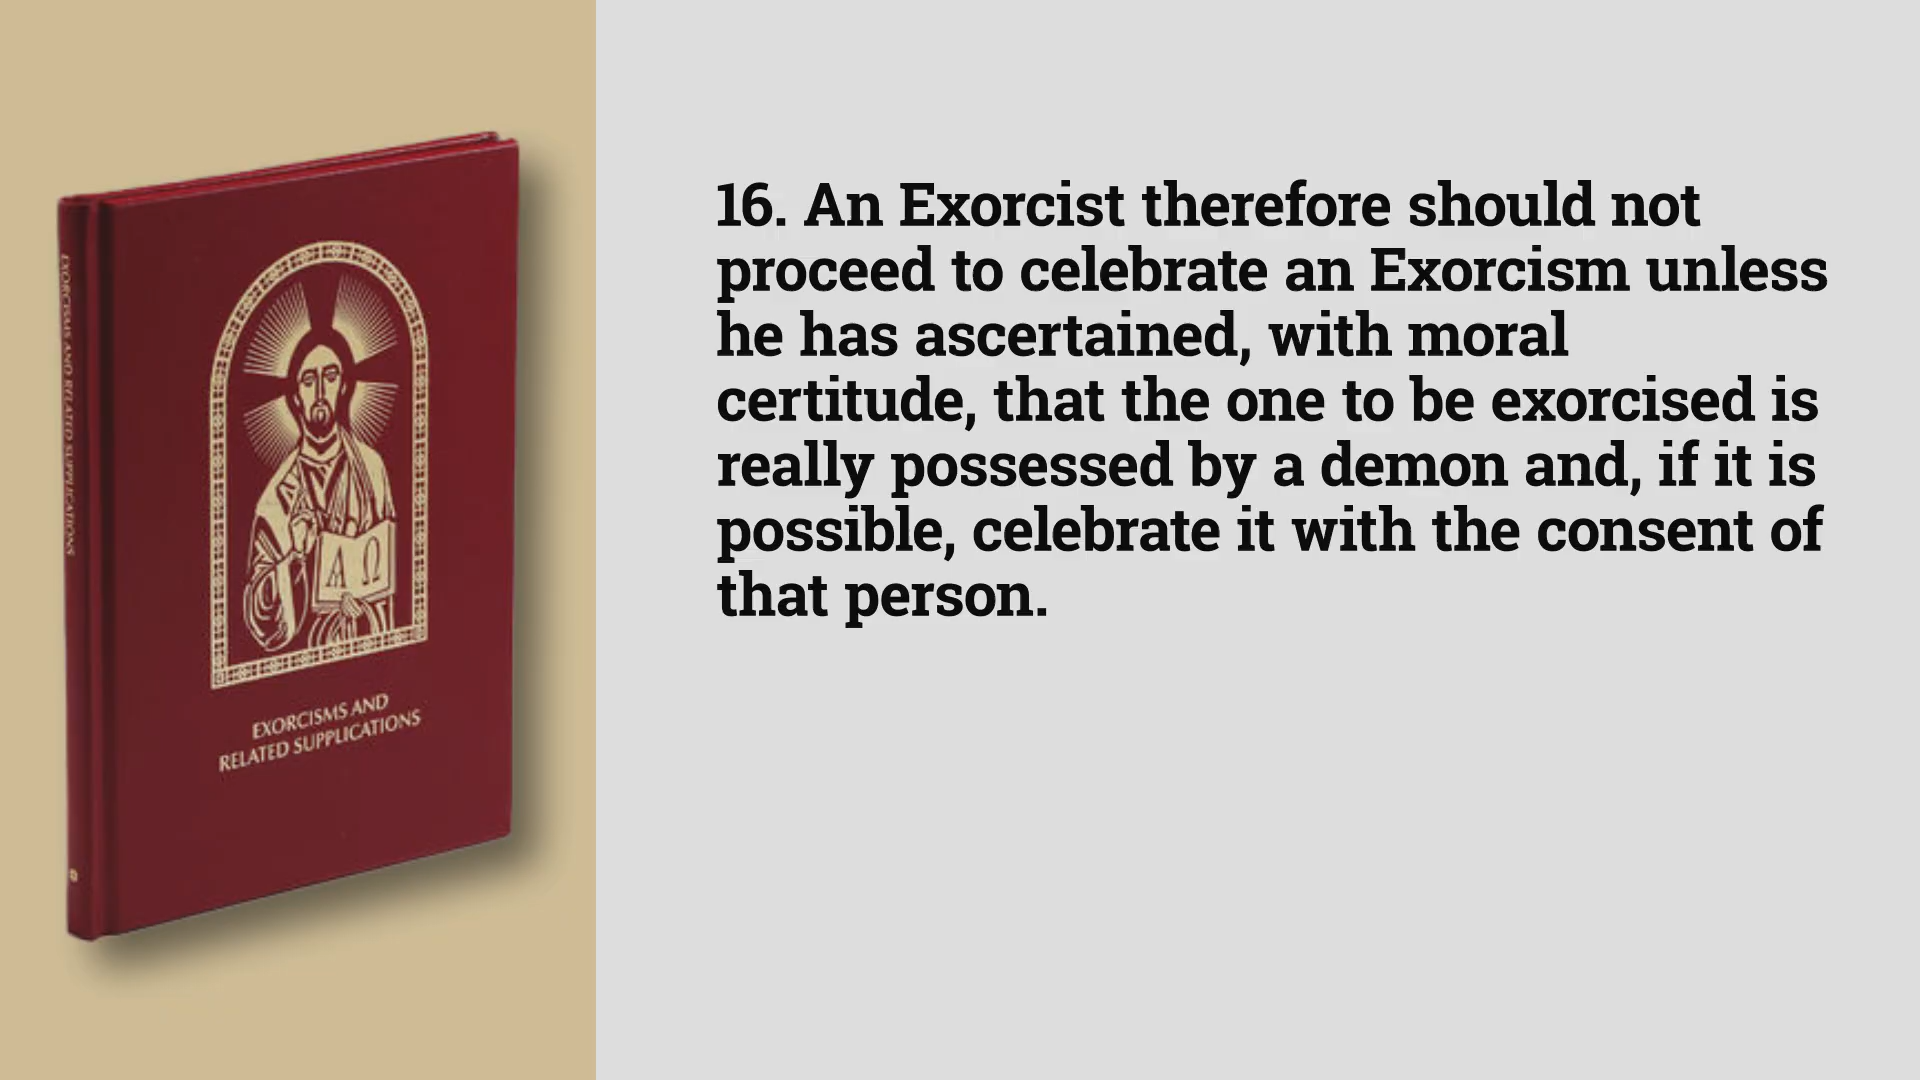 EXORCISMS AND RELATED SUPPLICATIONS
Α Ω
EXORCISMS AND
RELATED SUPPLICATIONS
16. An Exorcist therefore should not
proceed to celebrate an Exorcism unless
he has ascertained, with moral
certitude, that the one to be exorcised is
really possessed by a demon and, if it is
possible, celebrate it with the consent of
that person.